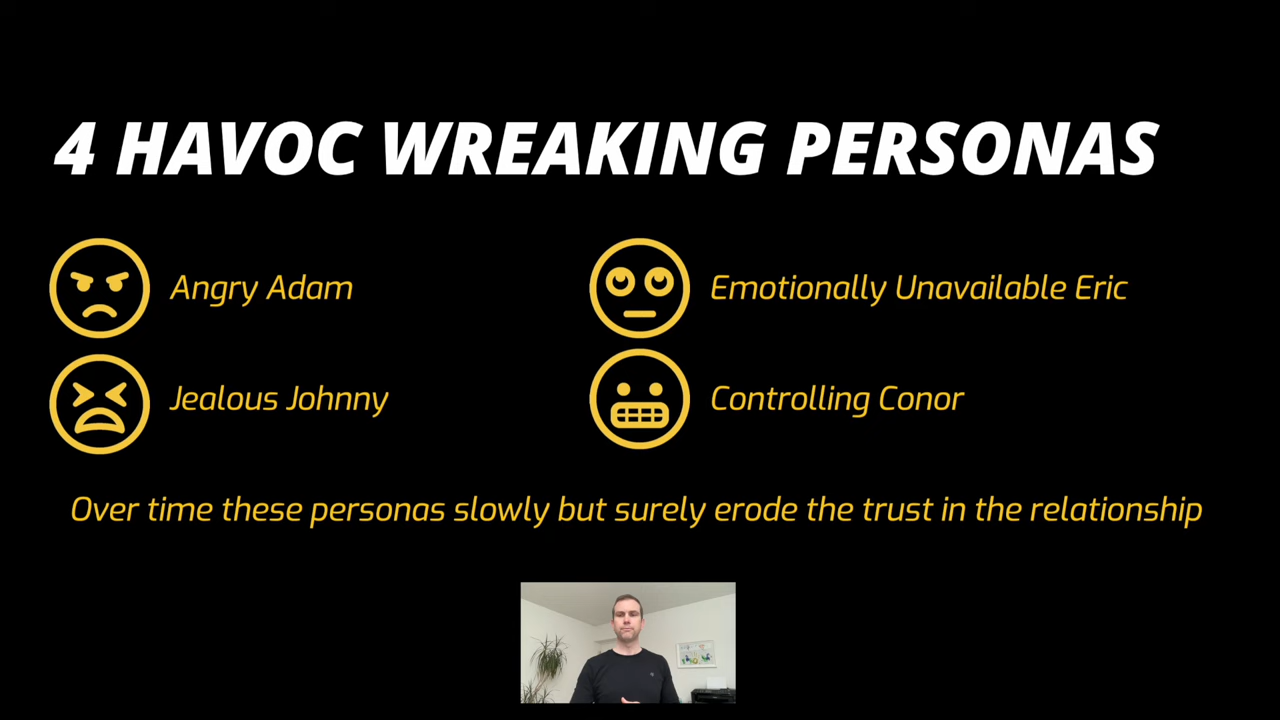 4 HAVOC WREAKING PERSONAS
Angry Adam
Emotionally Unavailable Eric
Jealous Johnny
Controlling Conor
Over time these personas slowly but surely erode the trust in the relationship